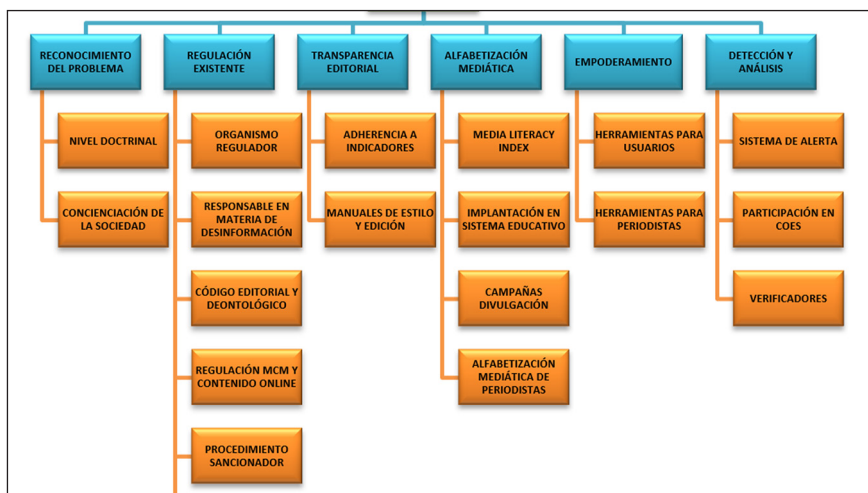 RECONOCIMIENTO
DEL PROBLEMA
REGULACIÓN
EXISTENTE
TRANSPARENCIA
EDITORIAL
ALFABETIZACIÓN
MEDIÁTICA
EMPODERAMIENTO
DETECCIÓN Y
ANÁLISIS
NIVEL DOCTRINAL
CONCIENCIACIÓN DE
LA SOCIEDAD
ORGANISMO
REGULADOR
RESPONSABLE EN
MATERIA DE
DESINFORMACIÓN
CÓDIGO EDITORIAL Y
DEONTOLÓGICO
REGULACIÓN MCM Y
CONTENIDO ONLINE
PROCEDIMIENTO
SANCIONADOR
ADHERENCIA A
INDICADORES
MANUALES DE ESTILO
Y EDICIÓN
MEDIA LITERACY
INDEX
IMPLANTACIÓN EN
SISTEMA EDUCATIVO
CAMPAÑAS
DIVULGACIÓN
ALFABETIZACIÓN
MEDIÁTICA DE
PERIODISTAS
HERRAMIENTAS PARA
USUARIOS
HERRAMIENTAS PARA
PERIODISTAS
SISTEMA DE ALERTA
PARTICIPACIÓN EN
COES
VERIFICADORES